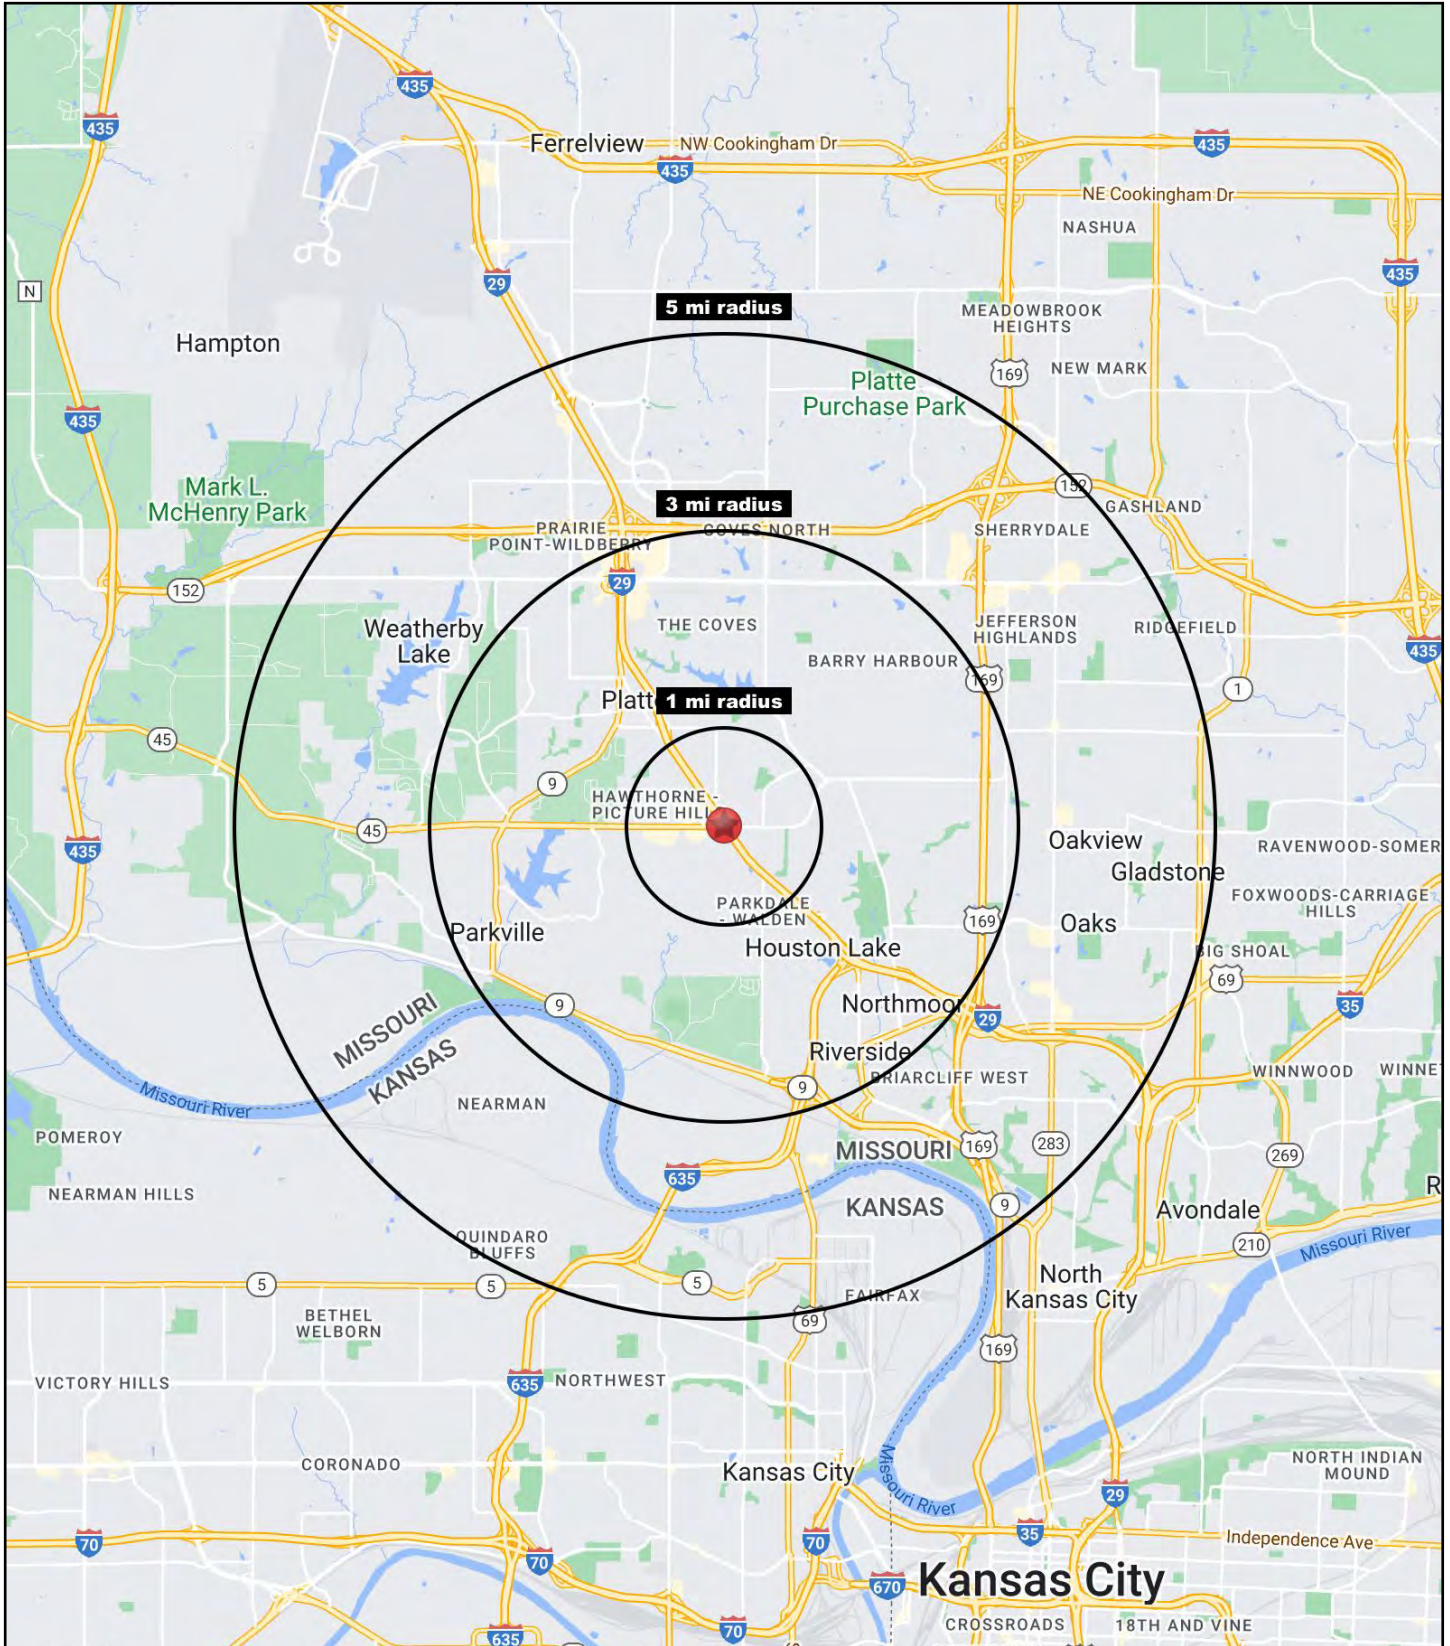 435
435
Ferrelview
NW Cookingham Dr
435
435
NE Cookingham Dr
NASHUA
435
N
29
5 mi radius
MEADOWBROOK
HEIGHTS
Hampton
169
NEW MARK
Platte
Purchase Park
435
Mark L.
McHenry Park
3 mi radius
152
GASHLAND
PRAIRIE
POINT-WILDBERRY
COVES NORTH
SHERRYDALE
152
29
Weatherby
Lake
THE COVES
JEFFERSON
HIGHLANDS
RIDGEFIELD
435
BARRY HARBOUR
169
1
Platte
1 mi radius
45
9
HAWTHORNE -
PICTURE HILL
45
435
Oakview
RAVENWOOD-SOMER
Gladstone
FOXWOODS-CARRIAGE
HILLS
PARKDALE
- WALDEN
169
Oaks
Parkville
Houston Lake
BIG SHOAL
69
35
9
Northmoor
29
MISSOURI
KANSAS
Riverside
BRIARCLIFF WEST
WINNWOOD
WINNE
9
Missouri River
NEARMAN
POMEROY
MISSOURI
169
283
269
635
NEARMAN HILLS
KANSAS
9
Avondale
R
QUINDARO
BLUFFS
210
Missouri River
5
5
5
North
Kansas City
FAIRFAX
69
BETHEL
WELBORN
169
VICTORY HILLS
635
NORTHWEST
CORONADO
Kansas City
Missouri River
NORTH INDIAN
MOUND
29
70
70
70
35
Independence Ave
670
Kansas City
CROSSROADS
18TH AND VINE
635
70